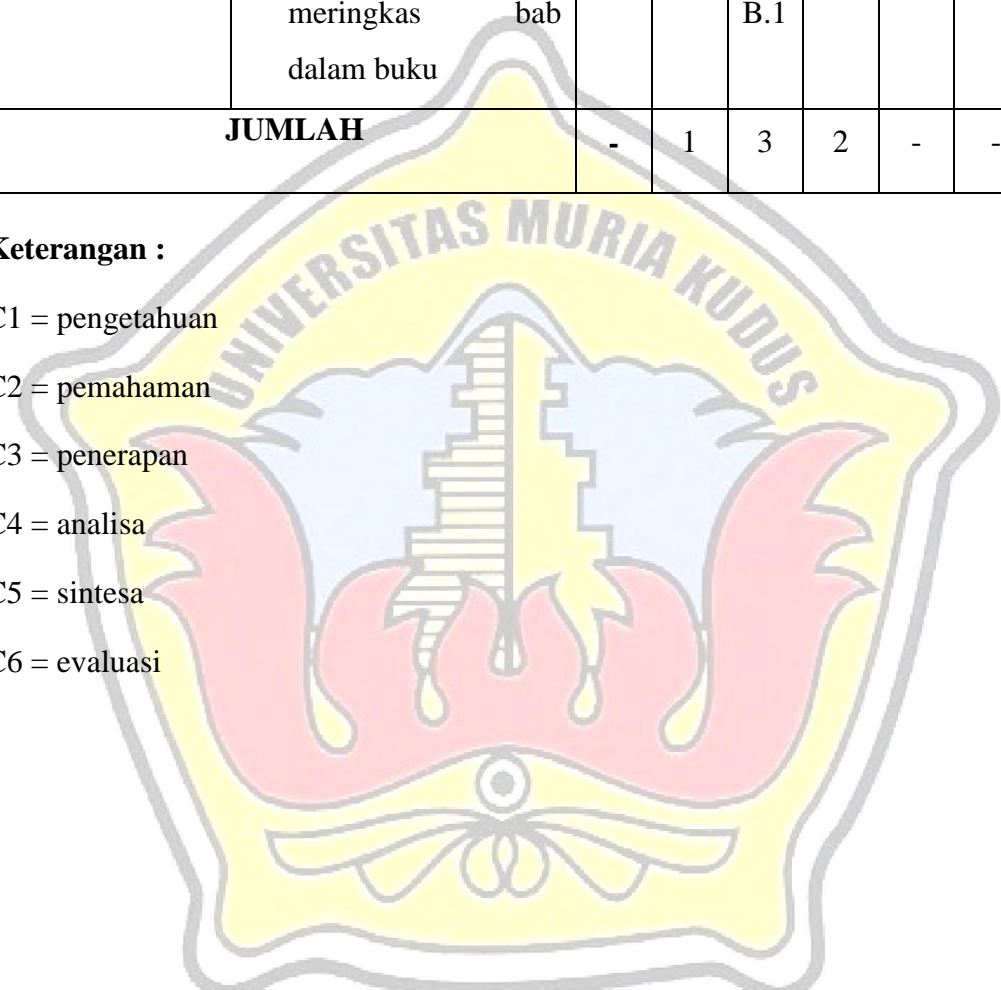 meringkas bab B.1
dalam buku
JUMLAH - 1 3 2 - -
Keterangan :
C1 = pengetahuan
C2 = pemahaman
C3 = penerapan
C4 = analisa
C5 = sintesa
C6 = evaluasi
UNIVERSITAS MURIA KUDUS